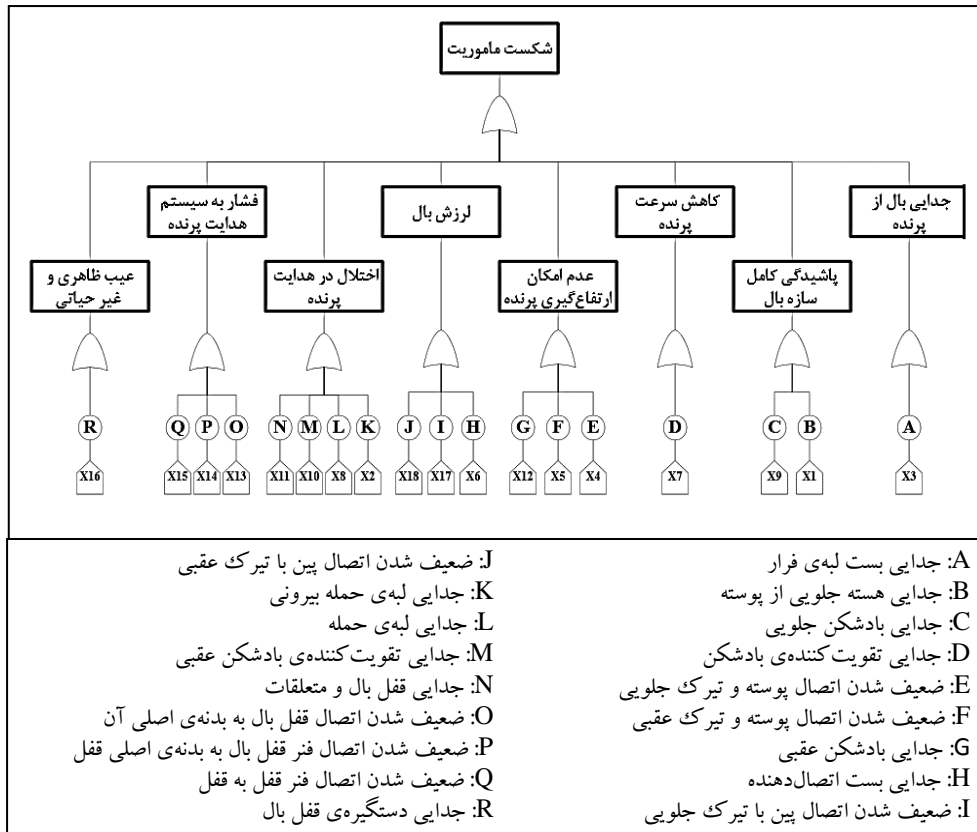 شکست ماموریت
جدایی بال از
پرنده
پاشیدگی کامل
سازه بال
کاهش سرعت
پرنده
عدم امکان
ارتفاع‌گیری پرنده
لرزش بال
اختلال در هدایت
پرنده
فشار به سیستم
هدایت پرنده
عیب ظاهری و
غیر حیاتی
R Q P O N M L K J I H G F E D C B A
X16 X15 X14 X13 X11 X10 X8 X2 X18 X17 X6 X12 X5 X4 X7 X9 X1 X3
A: جدایی بست لبه‌ی فرار
B: جدایی هسته جلویی از پوسته
C: جدایی بادشکن جلویی
D: جدایی تقویت‌کننده‌ی بادشکن
E: ضعیف شدن اتصال پوسته و تیرک جلویی
F: ضعیف شدن اتصال پوسته و تیرک عقبی
G: جدایی بادشکن عقبی
H: جدایی بست اتصال‌دهنده
I: ضعیف شدن اتصال پین با تیرک جلویی
J: ضعیف شدن اتصال پین با تیرک عقبی
K: جدایی لبه‌ی حمله بیرونی
L: جدایی لبه‌ی حمله
M: جدایی تقویت‌کننده‌ی بادشکن عقبی
N: جدایی قفل بال و متعلقات
O: ضعیف شدن اتصال قفل بال به بدنه‌ی اصلی آن
P: ضعیف شدن اتصال فنر قفل بال به بدنه‌ی اصلی قفل
Q: ضعیف شدن اتصال فنر قفل به قفل
R: جدایی دستگیره‌ی قفل بال